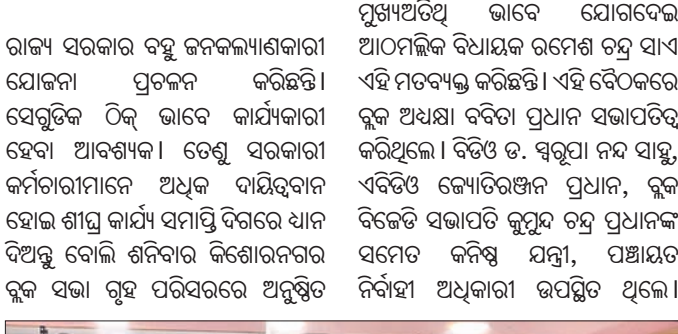 ରାଜ୍ୟ ସରକାର ବହୁ ଜନକଲ୍ୟାଣକାରୀ
ଯୋଜନା ପ୍ରଚଳନ କରିଛନ୍ତି।
ସେଗୁଡିକ ଠିକ୍ ଭାବେ କାର୍ଯ୍ୟକାରୀ
ହେବା ଆବଶ୍ୟକ। ତେଣୁ ସରକାରୀ
କର୍ମଚାରୀମାନେ ଅଧିକ ଦାୟିତ୍ୱବାନ
ହୋଇ ଶୀଘ୍ର କାର୍ଯ୍ୟ ସମାପ୍ତି ଦିଗରେ ଧ୍ୟାନ
ଦିଅନ୍ତୁ ବୋଲି ଶନିବାର କିଶୋରନଗର
ବ୍ଲକ ସଭା ଗୃହ ପରିସରରେ ଅନୁଷ୍ଠିତ
ମୁଖ୍ୟଅତିଥି ଭାବେ ଯୋଗଦେଇ
ଆଠମଲ୍ଲିକ ବିଧାୟକ ରମେଶ ଚନ୍ଦ୍ର ସାଏ
ଏହି ମତବ୍ୟକ୍ତ କରିଛନ୍ତି। ଏହି ବୈଠକରେ
ବ୍ଲକ ଅଧ୍ୟକ୍ଷା ବବିତା ପ୍ରଧାନ ସଭାପତିତ୍ୱ
କରିଥିଲେ। ବିଡିଓ ଡ. ସ୍ୱରୂପା ନନ୍ଦ ସାହୁ,
ଏବିଡିଓ ଜ୍ୟୋତିରଞ୍ଜନ ପ୍ରଧାନ, ବ୍ଲକ
ବିଜେଡି ସଭାପତି କୁମୁନ୍ଦ ଚନ୍ଦ୍ର ପ୍ରଧାନଙ୍କ
ସମେତ କନିଷ୍ଠ ଯନ୍ତ୍ରୀ, ପଞ୍ଚାୟତ
ନିର୍ବାହୀ ଅଧିକାରୀ ଉପସ୍ଥିତ ଥିଲେ।